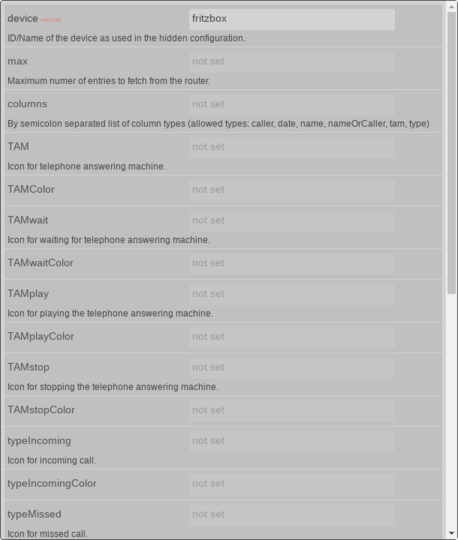 device required fritzbox
ID/Name of the device as used in the hidden configuration.
max not set
Maximum numer of entries to fetch from the router.
columns not set
By semicolon separated list of column types (allowed types: caller, date, name, nameOrCaller, tam, type)
TAM not set
Icon for telephone answering machine.
TAMColor not set
TAMwait not set
Icon for waiting for telephone answering machine.
TAMwaitColor not set
TAMplay not set
Icon for playing the telephone answering machine.
TAMplayColor not set
TAMstop not set
Icon for stopping the telephone answering machine.
TAMstopColor not set
typeIncoming not set
Icon for incoming call.
typeIncomingColor not set
typeMissed not set
Icon for missed call.